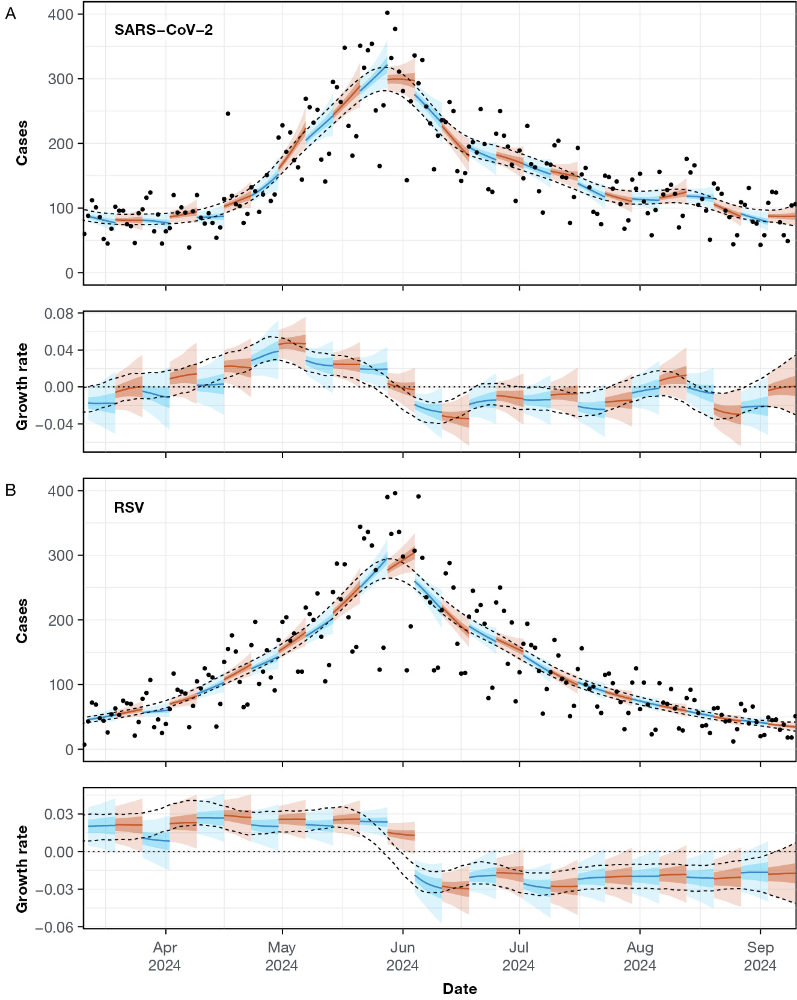 A
SARS−CoV−2
400
300
200
100
0
Cases
0.08
0.04
0.00
−0.04
Growth rate
B
RSV
400
300
200
100
0
Cases
0.03
0.00
−0.03
−0.06
Growth rate
Apr May Jun Jul Aug Sep
2024 2024 2024 2024 2024 2024
Date